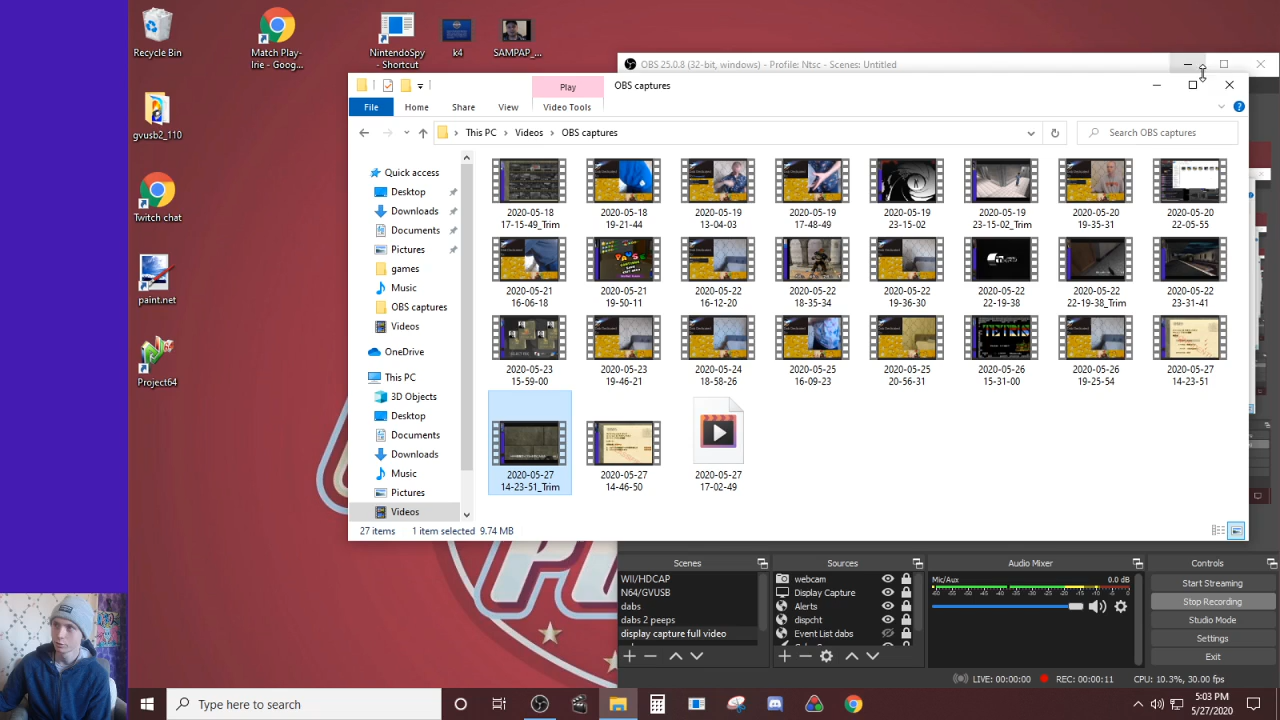 Recycle Bin
Match Play-
Irie - Goog...
NintendoSpy
- Shortcut
k4
SAMPAP_...
gvusb2_110
Twitch chat
paint.net
Project64
OBS 25.0.8 (32-bit, windows) - Profile: Ntsc - Scenes: Untitled
Play
OBS captures
File
Home
Share
View
Video Tools
This PC
Videos
OBS captures
Search OBS captures
Quick access
Desktop
Downloads
Documents
Pictures
games
Music
OBS captures
Videos
OneDrive
This PC
3D Objects
Desktop
Documents
Downloads
Music
Pictures
Videos
2020-05-18
17-15-49_Trim
2020-05-18
19-21-44
2020-05-19
13-04-03
2020-05-19
17-48-49
2020-05-19
23-15-02
2020-05-19
23-15-02_Trim
2020-05-20
19-35-31
2020-05-20
22-05-55
2020-05-21
16-06-18
2020-05-21
19-50-11
2020-05-22
16-12-20
2020-05-22
18-35-34
2020-05-22
19-36-30
2020-05-22
22-19-38
2020-05-22
22-19-38_Trim
2020-05-22
23-31-41
2020-05-23
15-59-00
2020-05-23
19-46-21
2020-05-24
18-58-26
2020-05-25
16-09-23
2020-05-25
20-56-31
2020-05-26
15-31-00
2020-05-26
19-25-54
2020-05-27
14-23-51
2020-05-27
14-23-51_Trim
2020-05-27
14-46-50
2020-05-27
17-02-49
27 items
1 item selected 9.74 MB
Scenes
WII/HDCAP
N64/GVUSB
dabs
dabs 2 peeps
display capture full video
Sources
webcam
Display Capture
Alerts
dispcht
Event List dabs
Audio Mixer
Mic/Aux
0.0 dB
Controls
Start Streaming
Stop Recording
Studio Mode
Settings
Exit
LIVE: 00:00:00
REC: 00:00:11
CPU: 10.3%, 30.00 fps
Type here to search
5:03 PM
5/27/2020